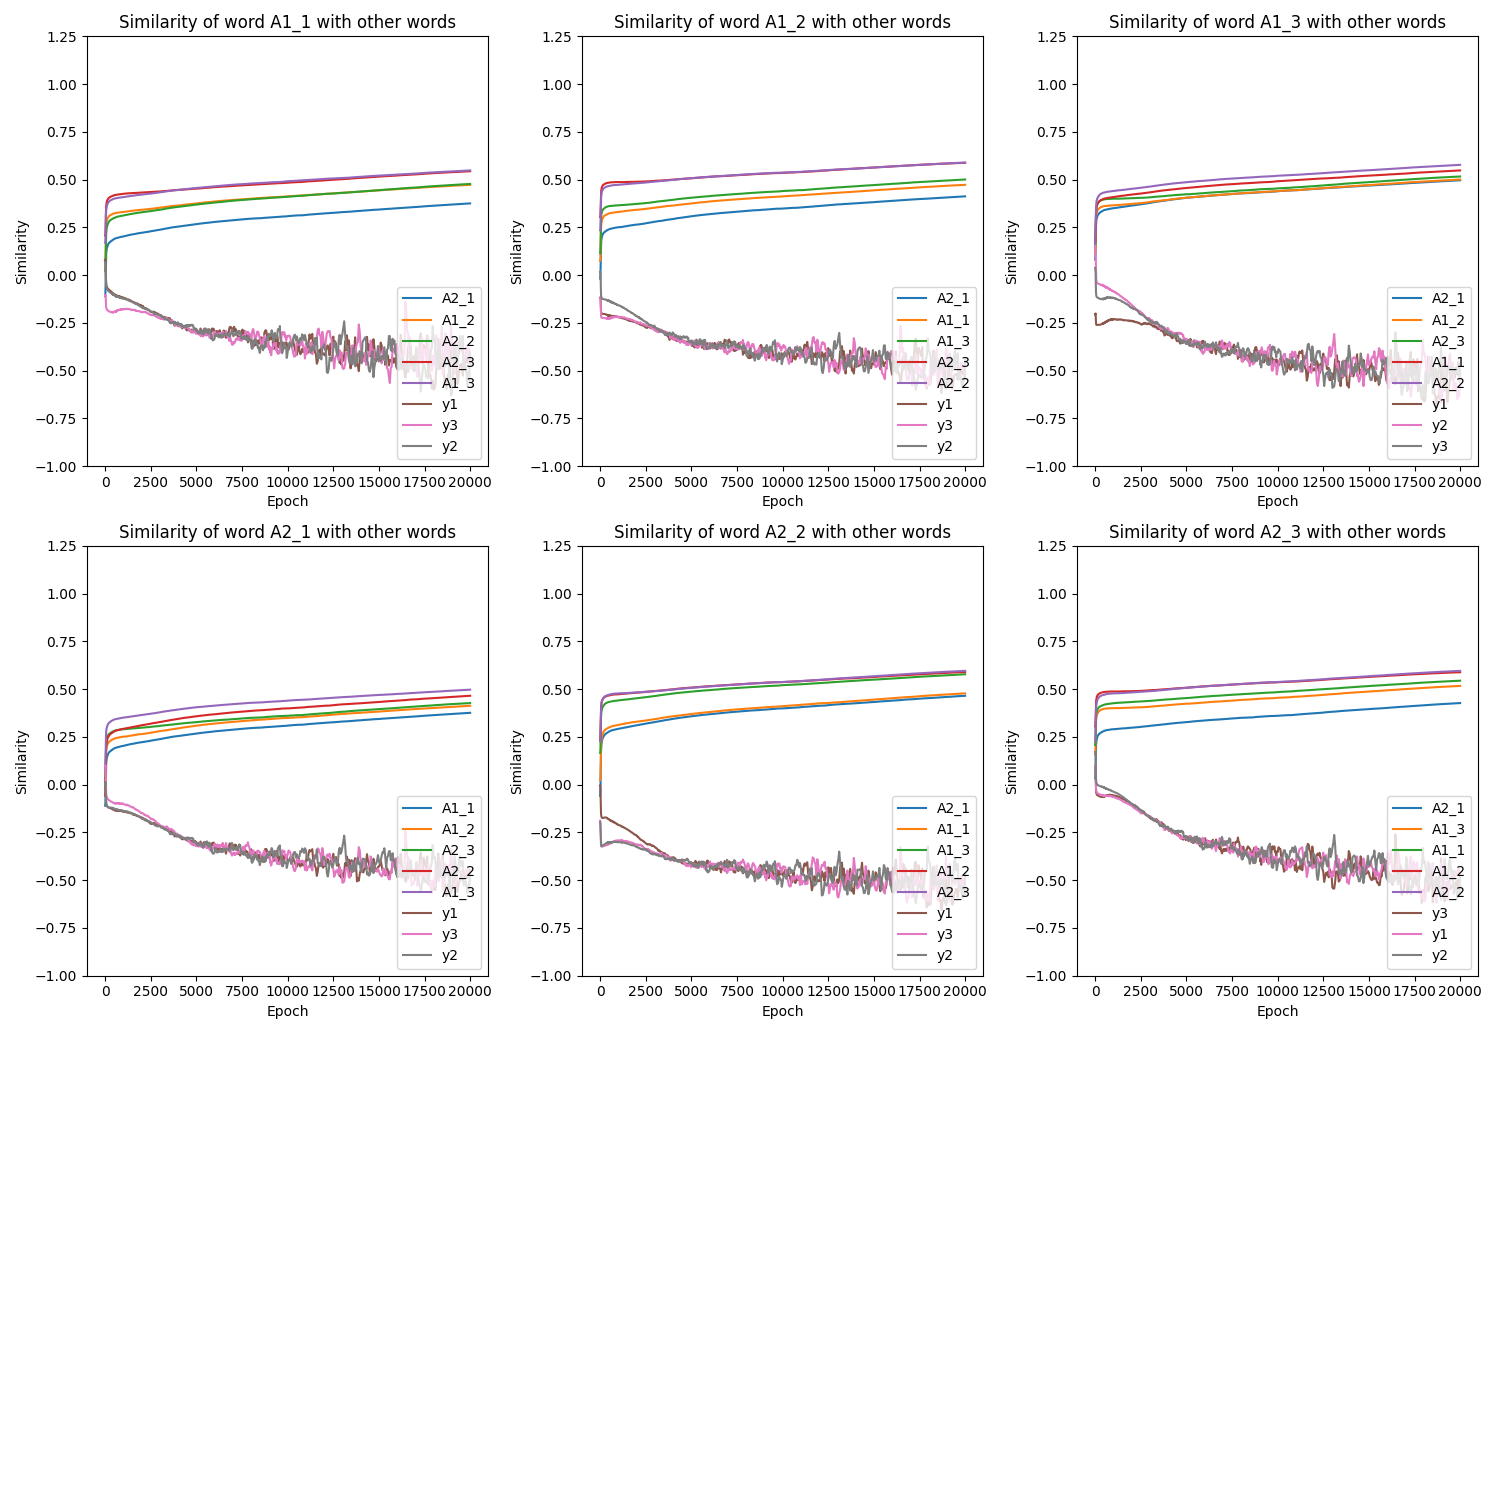 Similarity of word A1_1 with other words
Similarity
1.25
1.00
0.75
0.50
0.25
0.00
−0.25
−0.50
−0.75
−1.00
A2_1
A1_2
A2_2
A2_3
A1_3
y1
y3
y2
0 2500 5000 7500 10000 12500 15000 17500 20000
Epoch
Similarity of word A1_2 with other words
Similarity
1.25
1.00
0.75
0.50
0.25
0.00
−0.25
−0.50
−0.75
−1.00
A2_1
A1_1
A1_3
A2_3
A2_2
y1
y3
y2
0 2500 5000 7500 10000 12500 15000 17500 20000
Epoch
Similarity of word A1_3 with other words
Similarity
1.25
1.00
0.75
0.50
0.25
0.00
−0.25
−0.50
−0.75
−1.00
A2_1
A1_2
A2_3
A1_1
A2_2
y1
y2
y3
0 2500 5000 7500 10000 12500 15000 17500 20000
Epoch
Similarity of word A2_1 with other words
Similarity
1.25
1.00
0.75
0.50
0.25
0.00
−0.25
−0.50
−0.75
−1.00
A1_1
A1_2
A2_3
A2_2
A1_3
y1
y3
y2
0 2500 5000 7500 10000 12500 15000 17500 20000
Epoch
Similarity of word A2_2 with other words
Similarity
1.25
1.00
0.75
0.50
0.25
0.00
−0.25
−0.50
−0.75
−1.00
A2_1
A1_1
A1_3
A1_2
A2_3
y1
y3
y2
0 2500 5000 7500 10000 12500 15000 17500 20000
Epoch
Similarity of word A2_3 with other words
Similarity
1.25
1.00
0.75
0.50
0.25
0.00
−0.25
−0.50
−0.75
−1.00
A2_1
A1_3
A1_1
A1_2
A2_2
y3
y1
y2
0 2500 5000 7500 10000 12500 15000 17500 20000
Epoch